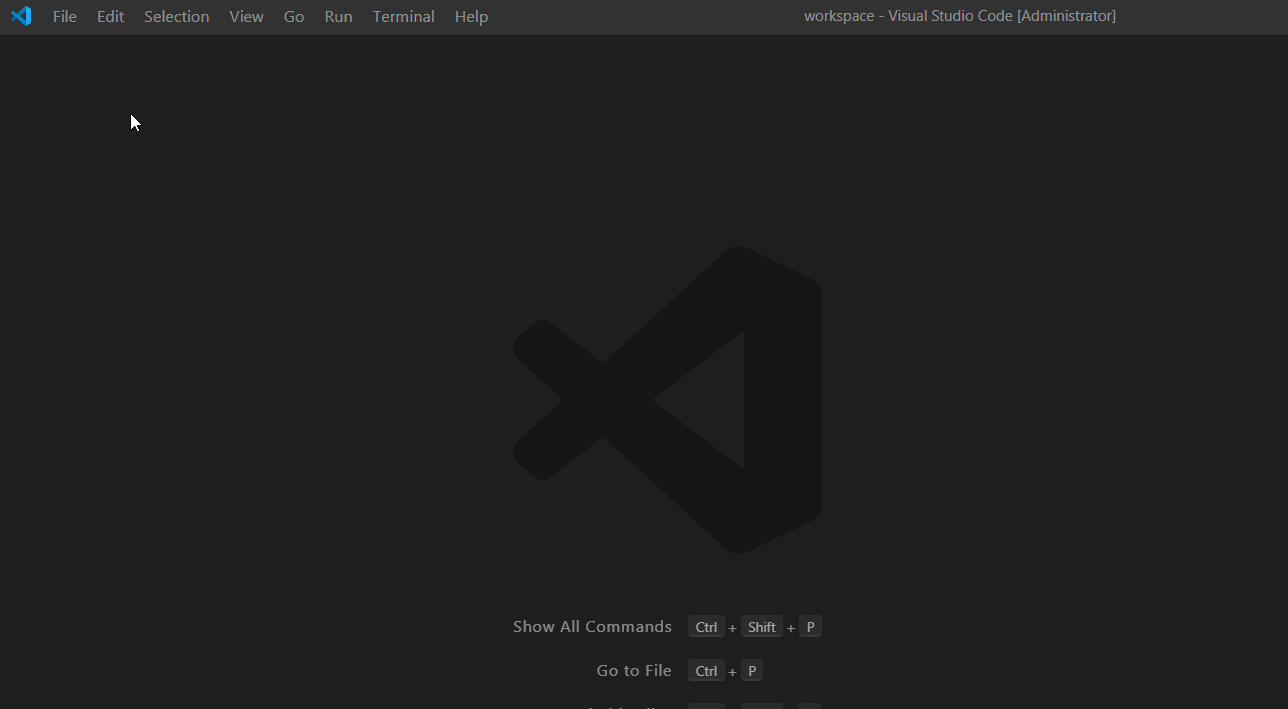 File Edit Selection View Go Run Terminal Help
workspace - Visual Studio Code [Administrator]
Show All Commands Ctrl + Shift + P
Go to File Ctrl + P